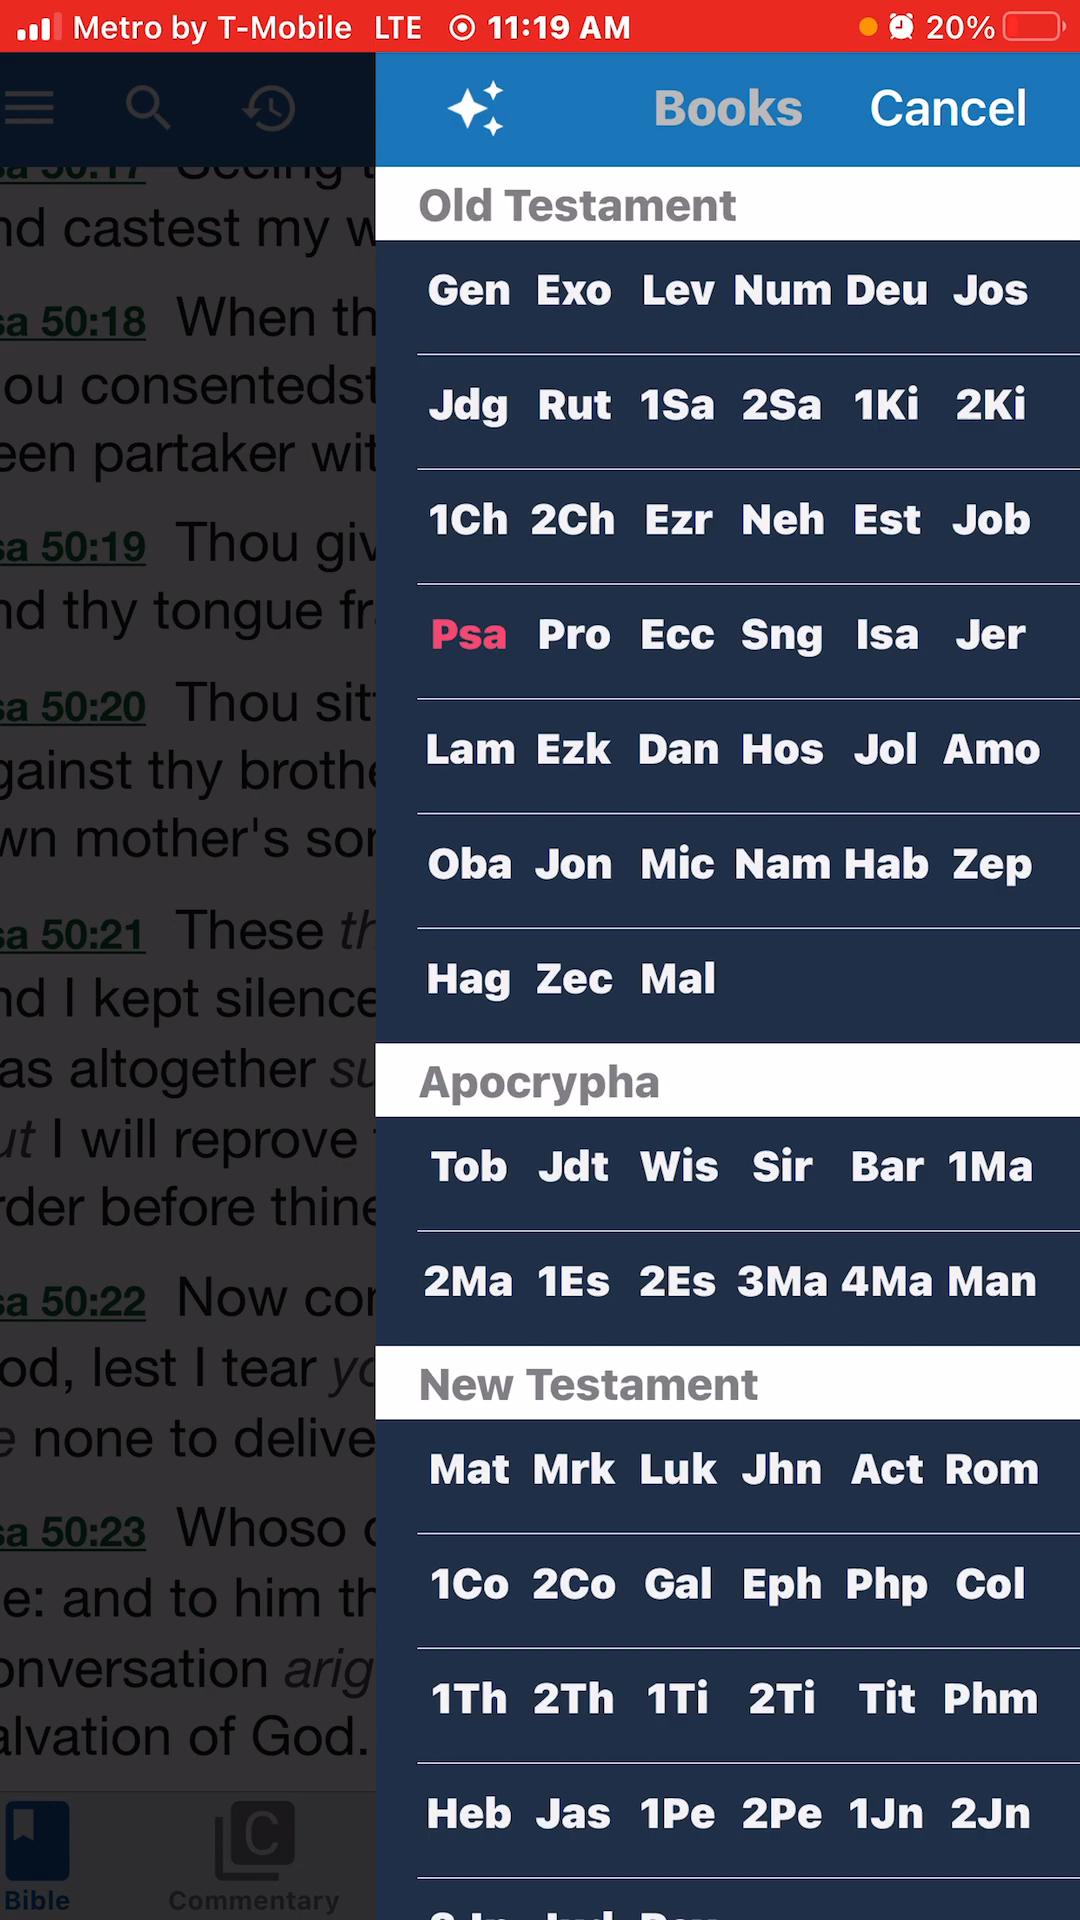 Metro by T-Mobile LTE 11:19 AM 20%
Books Cancel
Old Testament
Gen Exo Lev Num Deu Jos
Jdg Rut 1Sa 2Sa 1Ki 2Ki
1Ch 2Ch Ezr Neh Est Job
Psa Pro Ecc Sng Isa Jer
Lam Ezk Dan Hos Jol Amo
Oba Jon Mic Nam Hab Zep
Hag Zec Mal
Apocrypha
Tob Jdt Wis Sir Bar 1Ma
2Ma 1Es 2Es 3Ma 4Ma Man
New Testament
Mat Mrk Luk Jhn Act Rom
1Co 2Co Gal Eph Php Col
1Th 2Th 1Ti 2Ti Tit Phm
Heb Jas 1Pe 2Pe 1Jn 2Jn
sa 50:17 Seeing
nd castest my w
sa 50:18 When th
ou consentedst
een partaker wit
sa 50:19 Thou giv
nd thy tongue fr
sa 50:20 Thou sit
gainst thy brothe
wn mother's sor
sa 50:21 These th
nd I kept silence
as altogether su
ut I will reprove
rder before thine
sa 50:22 Now cor
od, lest I tear yo
e none to delive
sa 50:23 Whoso
e: and to him th
onversation arig
alvation of God.
Bible
C
Commentary